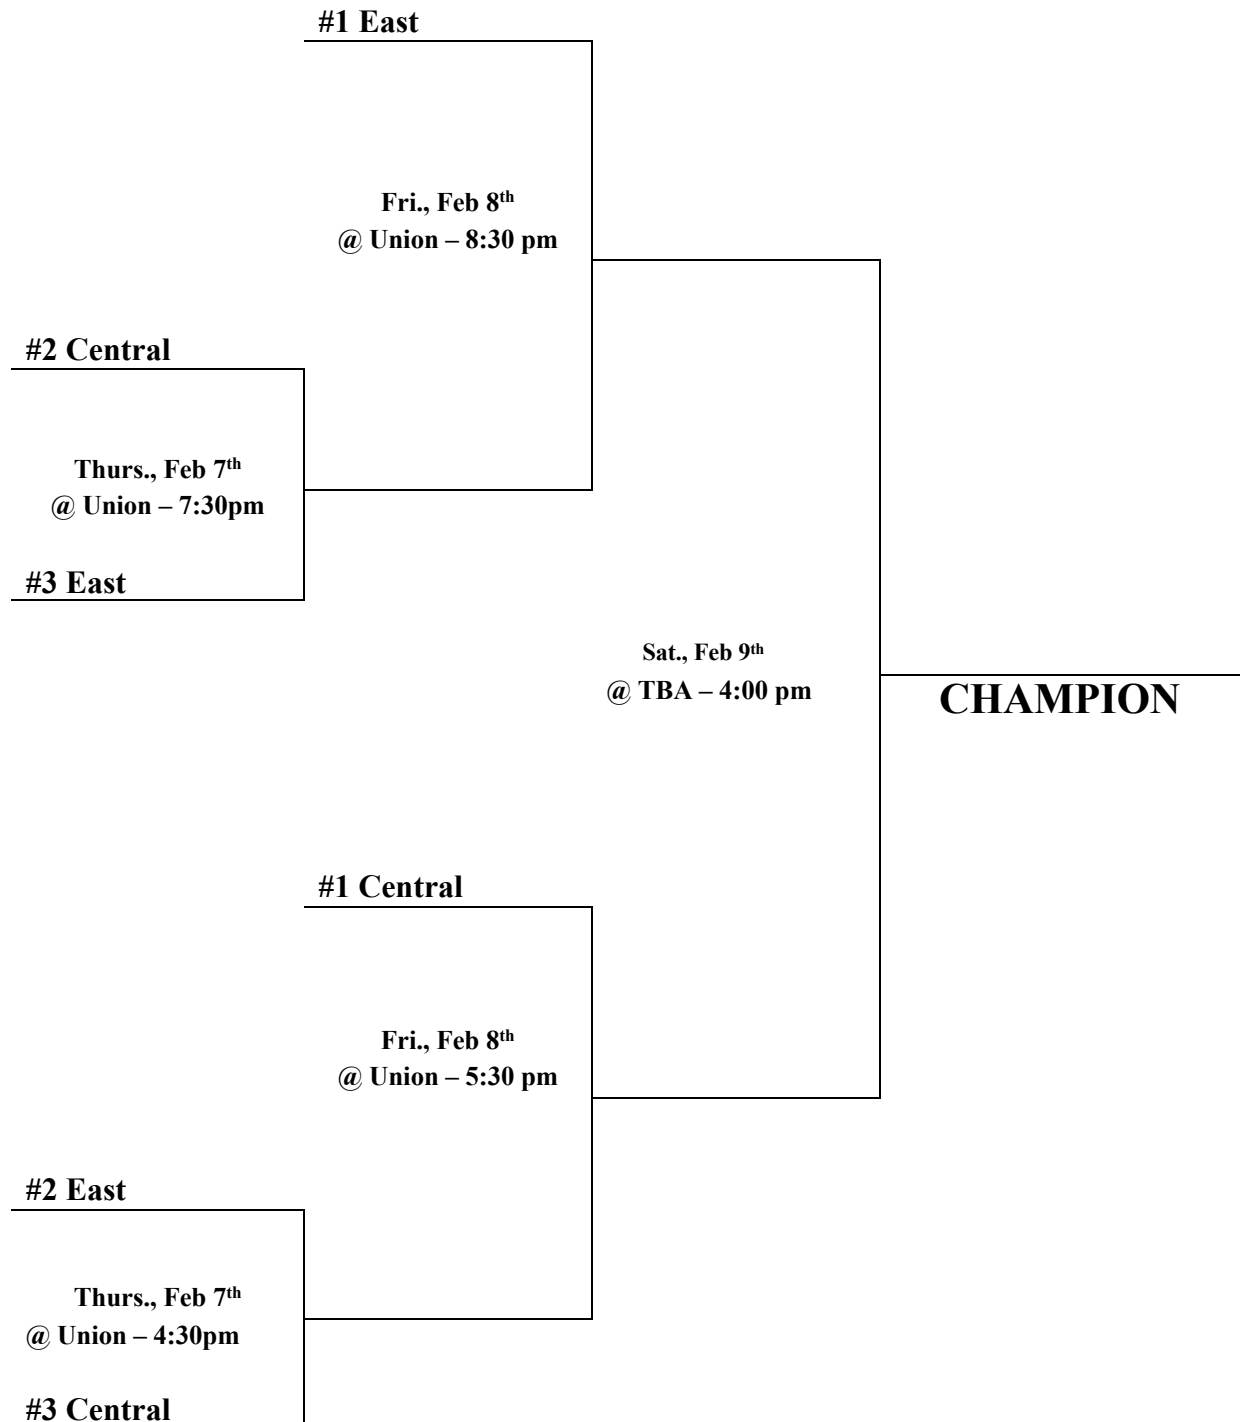 #1 East
Fri., Feb 8th
@ Union – 8:30 pm
#2 Central
Thurs., Feb 7th
@ Union – 7:30pm
#3 East
Sat., Feb 9th
@ TBA – 4:00 pm
CHAMPION
#1 Central
Fri., Feb 8th
@ Union – 5:30 pm
#2 East
Thurs., Feb 7th
@ Union – 4:30pm
#3 Central